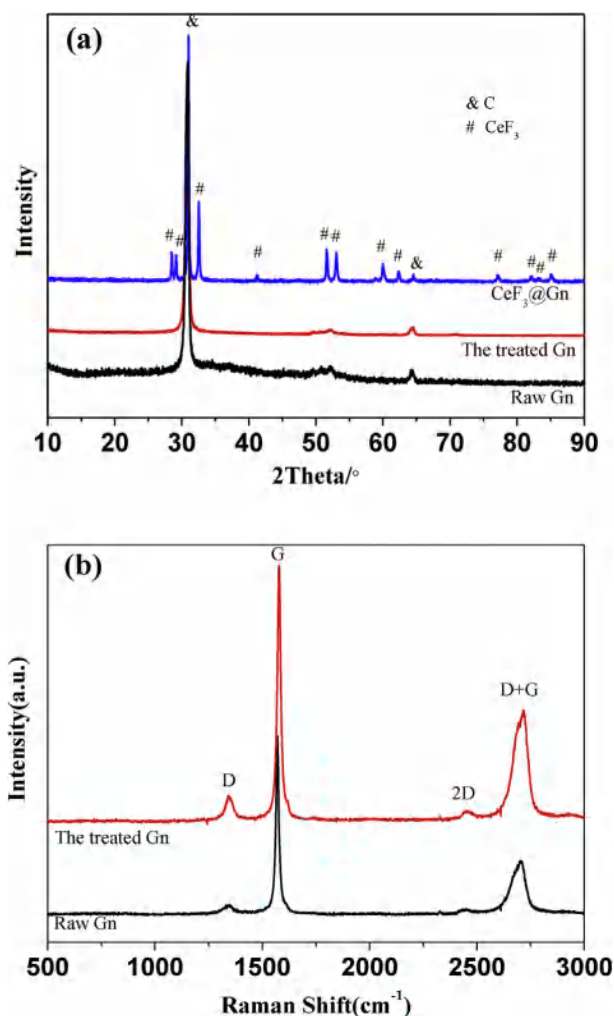 (a)
&
& C
# CeF₃
Intensity
# # # # # # # # & # # # #
CeF₃@Gn
The treated Gn
Raw Gn
10 20 30 40 50 60 70 80 90
2Theta/°
(b)
G
D+G
D
2D
Intensity(a.u.)
The treated Gn
Raw Gn
500 1000 1500 2000 2500 3000
Raman Shift(cm⁻¹)